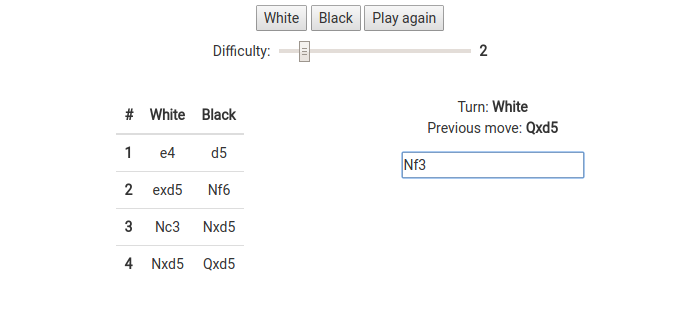 White Black Play again
Difficulty: 2
Turn: White
Previous move: Qxd5
Nf3
# White Black
1 e4 d5
2 exd5 Nf6
3 Nc3 Nxd5
4 Nxd5 Qxd5